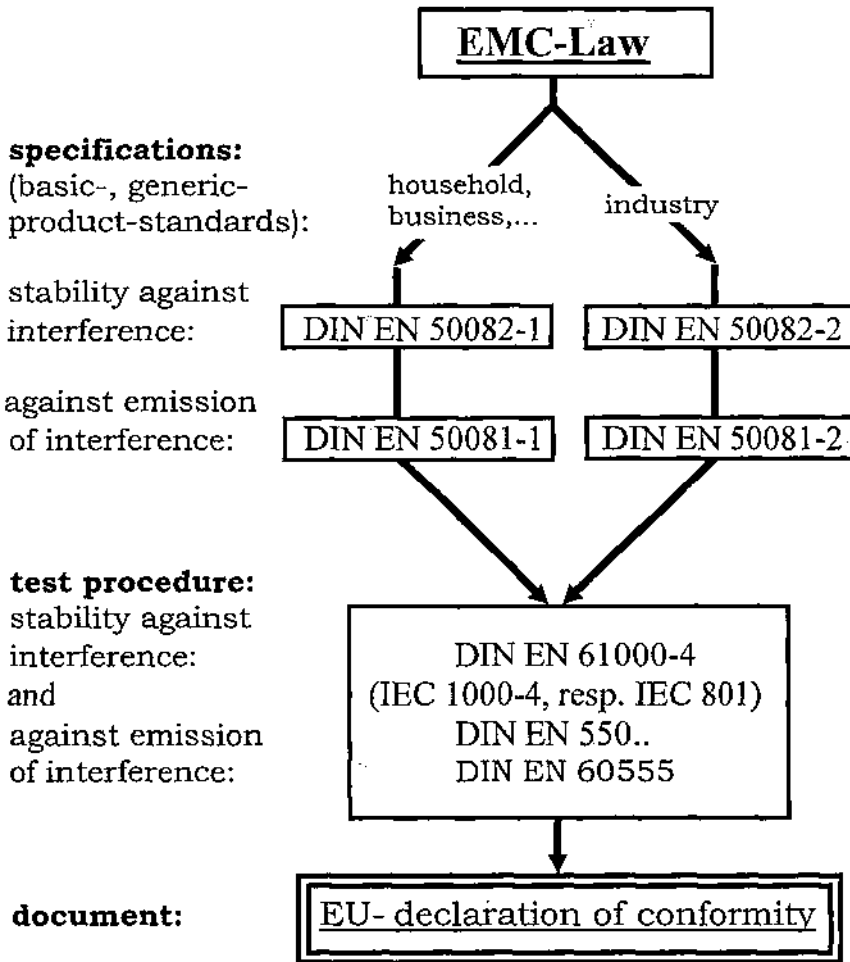 EMC-Law
specifications:
(basic-, generic-
product-standards):
household,
business,...
industry
stability against
interference:
DIN EN 50082-1
DIN EN 50082-2
against emission
of interference:
DIN EN 50081-1
DIN EN 50081-2
test procedure:
stability against
interference:
and
against emission
of interference:
DIN EN 61000-4
(IEC 1000-4, resp. IEC 801)
DIN EN 550..
DIN EN 60555
document:
EU- declaration of conformity